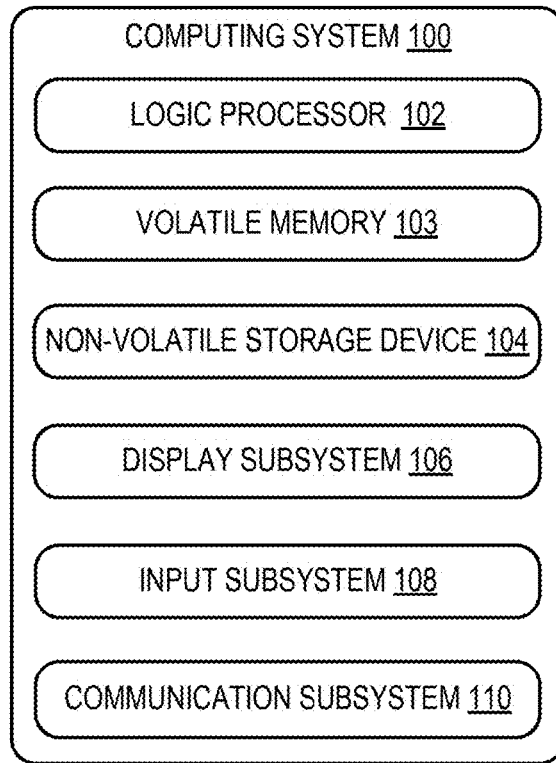 COMPUTING SYSTEM 100
LOGIC PROCESSOR 102
VOLATILE MEMORY 103
NON-VOLATILE STORAGE DEVICE 104
DISPLAY SUBSYSTEM 106
INPUT SUBSYSTEM 108
COMMUNICATION SUBSYSTEM 110